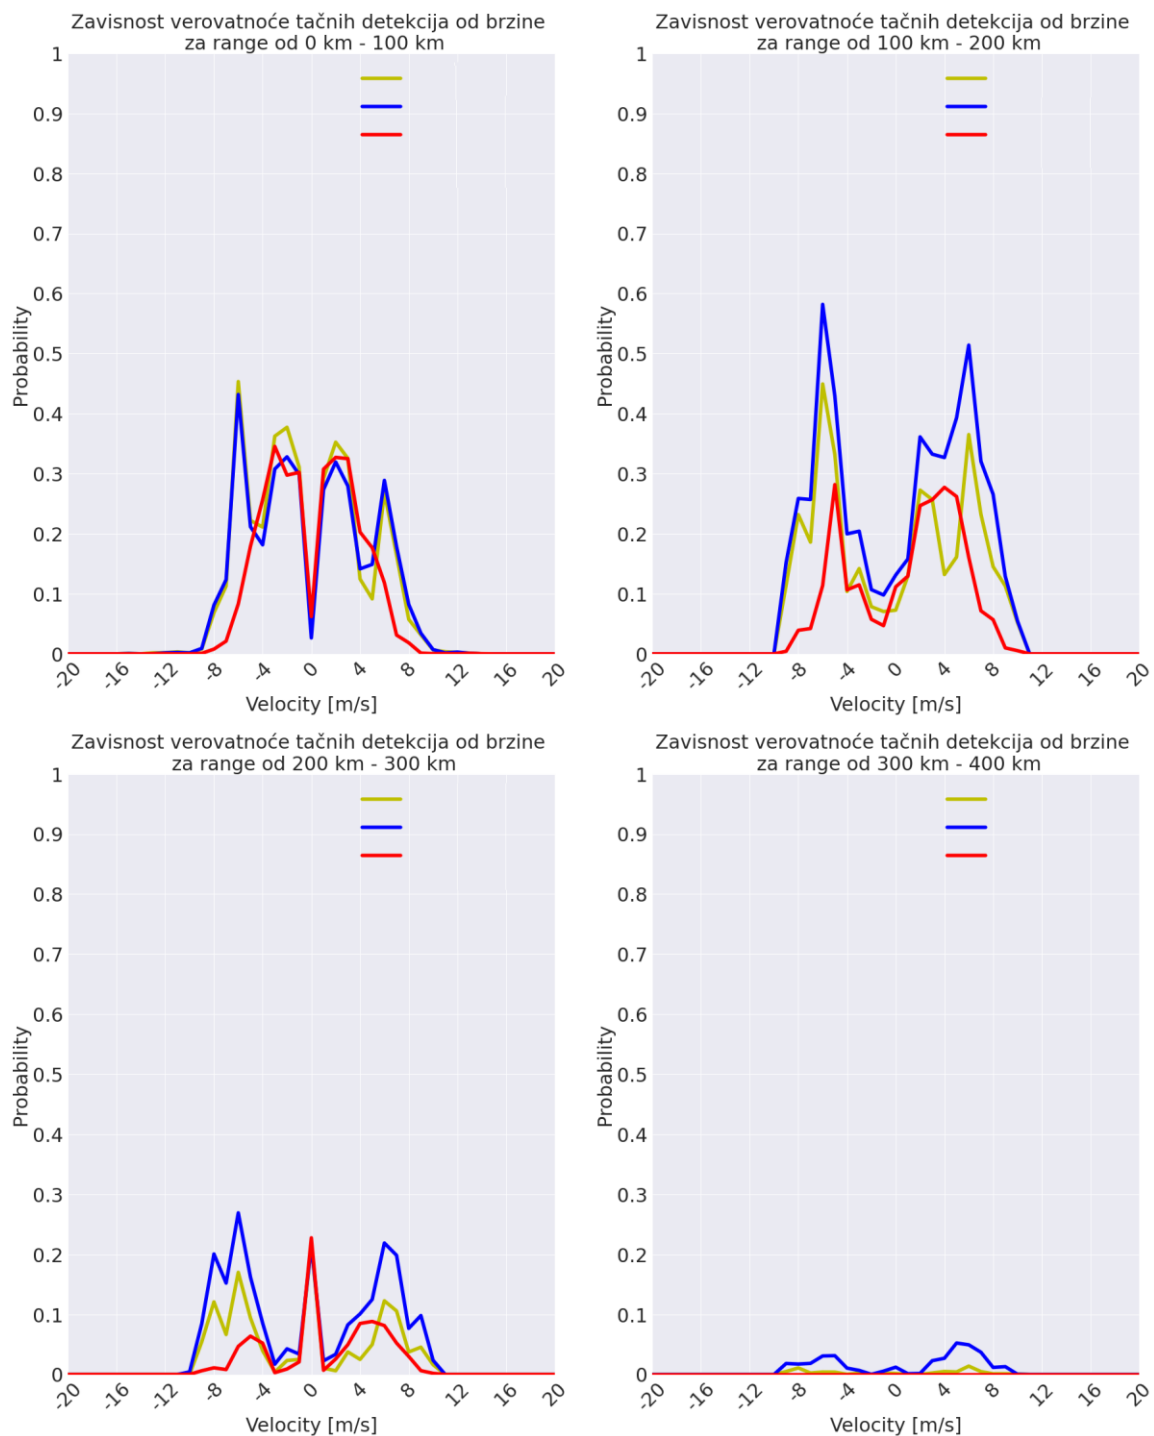 Zavisnost verovatnoće tačnih detekcija od brzine
za range od 0 km - 100 km
1
0.9
0.8
0.7
0.6
0.5
0.4
0.3
0.2
0.1
0
Probability
-20 -16 -12 -8 -4 0 4 8 12 16 20
Velocity [m/s]
Zavisnost verovatnoće tačnih detekcija od brzine
za range od 100 km - 200 km
1
0.9
0.8
0.7
0.6
0.5
0.4
0.3
0.2
0.1
0
Probability
-20 -16 -12 -8 -4 0 4 8 12 16 20
Velocity [m/s]
Zavisnost verovatnoće tačnih detekcija od brzine
za range od 200 km - 300 km
1
0.9
0.8
0.7
0.6
0.5
0.4
0.3
0.2
0.1
0
Probability
-20 -16 -12 -8 -4 0 4 8 12 16 20
Velocity [m/s]
Zavisnost verovatnoće tačnih detekcija od brzine
za range od 300 km - 400 km
1
0.9
0.8
0.7
0.6
0.5
0.4
0.3
0.2
0.1
0
Probability
-20 -16 -12 -8 -4 0 4 8 12 16 20
Velocity [m/s]